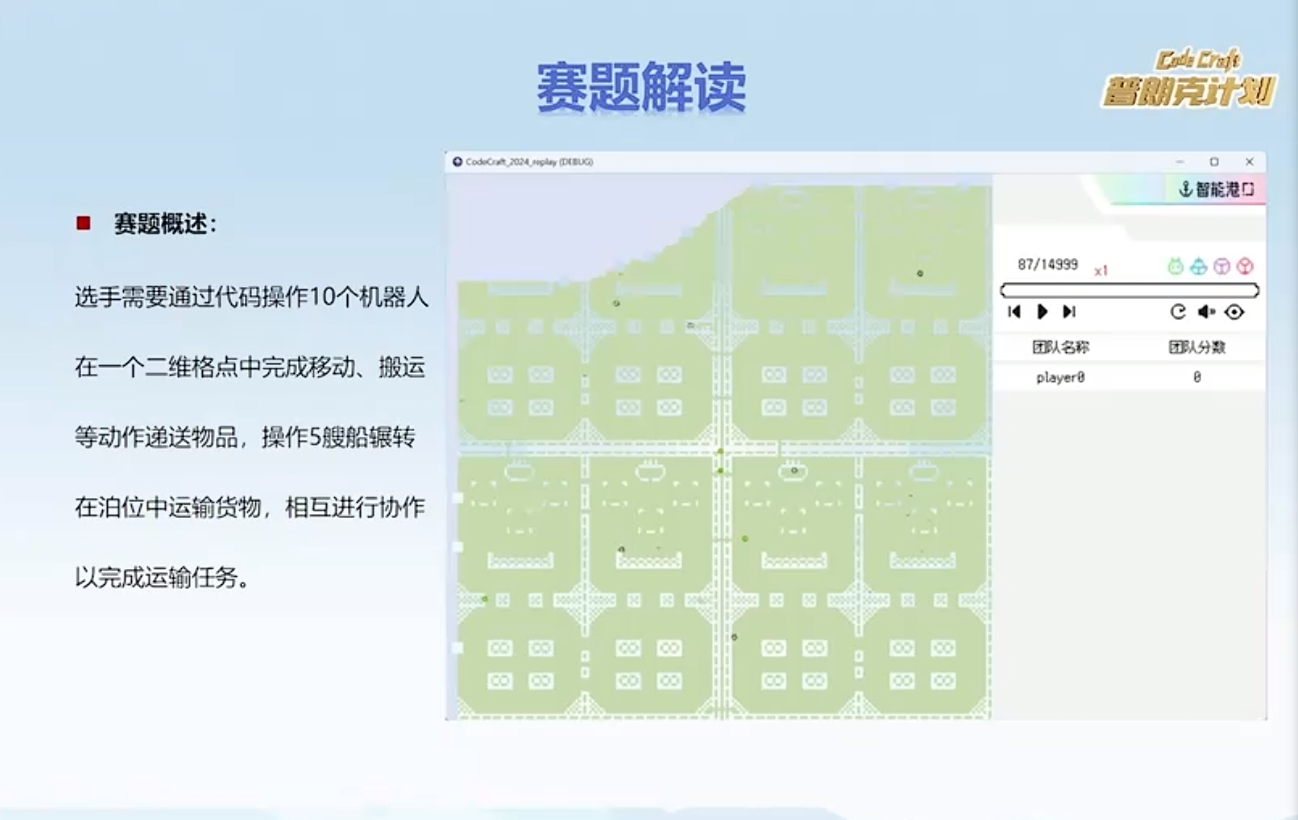 赛题解读
Code Craft
普朗克计划
赛题概述：
选手需要通过代码操作10个机器人
在一个二维格点中完成移动、搬运
等动作递送物品，操作5艘船辗转
在泊位中运输货物，相互进行协作
以完成运输任务。
CodeCraft_2024_replay (DEBUG)
智能港口
87/14999
x1
团队名称 团队分数
player0 0